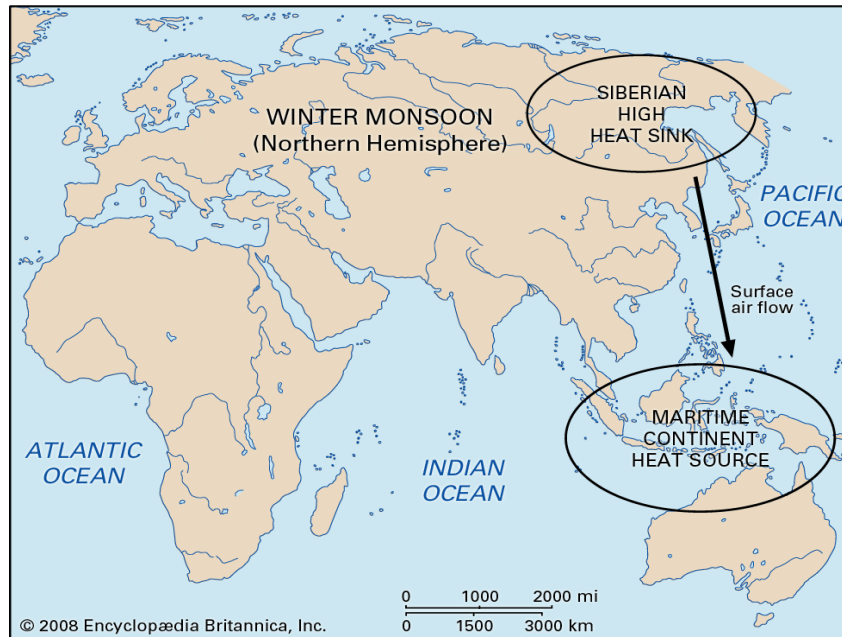 SIBERIAN
HIGH
HEAT SINK
WINTER MONSOON
(Northern Hemisphere)
PACIFIC
OCEAN
Surface
air flow
MARITIME
CONTINENT
HEAT SOURCE
ATLANTIC
OCEAN
INDIAN
OCEAN
0 1000 2000 mi
0 1500 3000 km
© 2008 Encyclopædia Britannica, Inc.